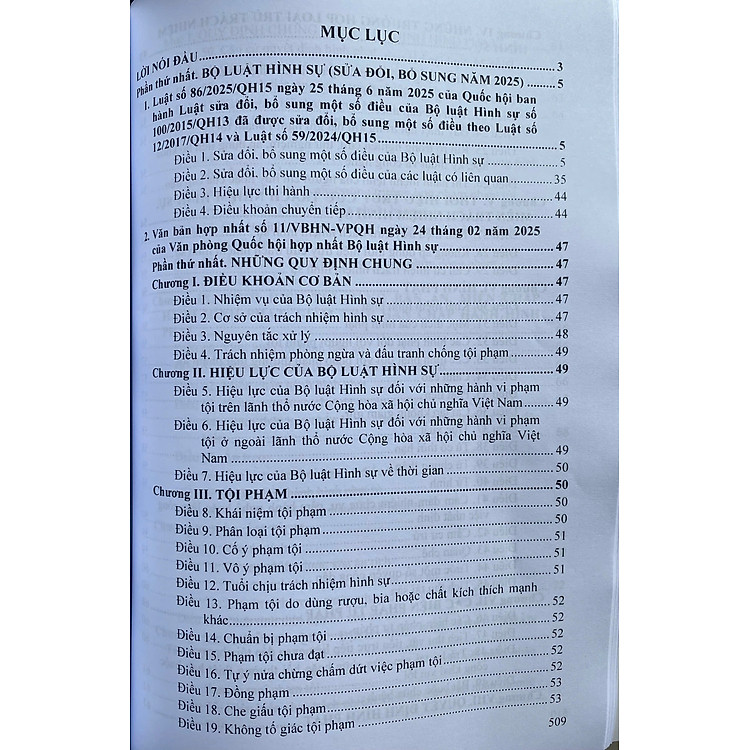 MỤC LỤC
LỜI NÓI ĐẦU 3
Phần thứ nhất. BỘ LUẬT HÌNH SỰ (SỬA ĐỔI, BỔ SUNG NĂM 2025) 5
1. Luật số 86/2025/QH15 ngày 25 tháng 6 năm 2025 của Quốc hội ban
hành Luật sửa đổi, bổ sung một số điều của Bộ luật Hình sự số
100/2015/QH13 đã được sửa đổi, bổ sung một số điều theo Luật số
12/2017/QH14 và Luật số 59/2024/QH15 5
Điều 1. Sửa đổi, bổ sung một số điều của Bộ luật Hình sự 5
Điều 2. Sửa đổi, bổ sung một số điều của các luật có liên quan 35
Điều 3. Hiệu lực thi hành 44
Điều 4. Điều khoản chuyển tiếp 44
2. Văn bản hợp nhất số 11/VBHN-VPQH ngày 24 tháng 02 năm 2025
của Văn phòng Quốc hội hợp nhất Bộ luật Hình sự 47
Phần thứ nhất. NHỮNG QUY ĐỊNH CHUNG 47
Chương I. ĐIỀU KHOẢN CƠ BẢN 47
Điều 1. Nhiệm vụ của Bộ luật Hình sự 47
Điều 2. Cơ sở của trách nhiệm hình sự 47
Điều 3. Nguyên tắc xử lý 48
Điều 4. Trách nhiệm phòng ngừa và đấu tranh chống tội phạm 49
Chương II. HIỆU LỰC CỦA BỘ LUẬT HÌNH SỰ 49
Điều 5. Hiệu lực của Bộ luật Hình sự đối với những hành vi phạm
tội trên lãnh thổ nước Cộng hòa xã hội chủ nghĩa Việt Nam 49
Điều 6. Hiệu lực của Bộ luật Hình sự đối với những hành vi phạm
tội ở ngoài lãnh thổ nước Cộng hòa xã hội chủ nghĩa Việt
Nam 49
Điều 7. Hiệu lực của Bộ luật Hình sự về thời gian 50
Chương III. TỘI PHẠM 50
Điều 8. Khái niệm tội phạm 50
Điều 9. Phân loại tội phạm 50
Điều 10. Cố ý phạm tội 51
Điều 11. Vô ý phạm tội 51
Điều 12. Tuổi chịu trách nhiệm hình sự 51
Điều 13. Phạm tội do dùng rượu, bia hoặc chất kích thích mạnh
khác 52
Điều 14. Chuẩn bị phạm tội 52
Điều 15. Phạm tội chưa đạt 52
Điều 16. Tự ý nửa chừng chấm dứt việc phạm tội 52
Điều 17. Đồng phạm 52
Điều 18. Che giấu tội phạm 53
Điều 19. Không tố giác tội phạm 53
509